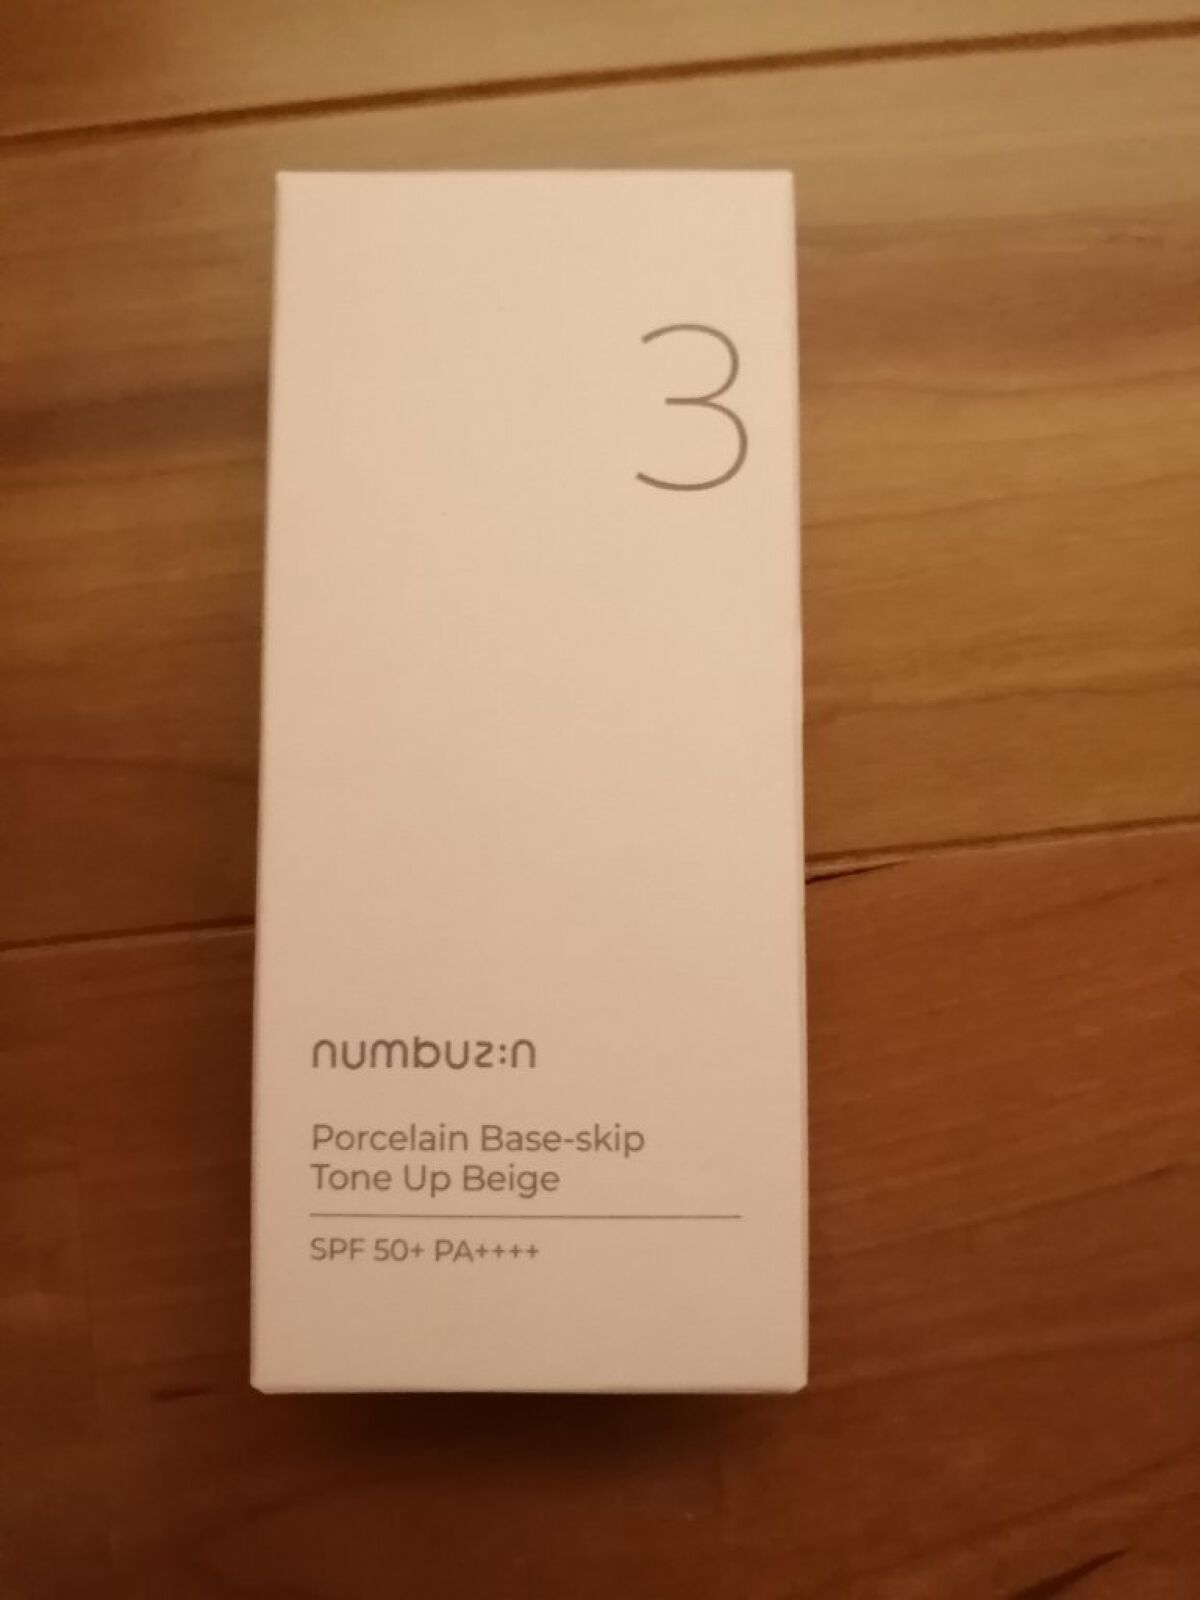 3
numbuz:n
Porcelain Base-skip
Tone Up Beige
SPF 50+ PA++++